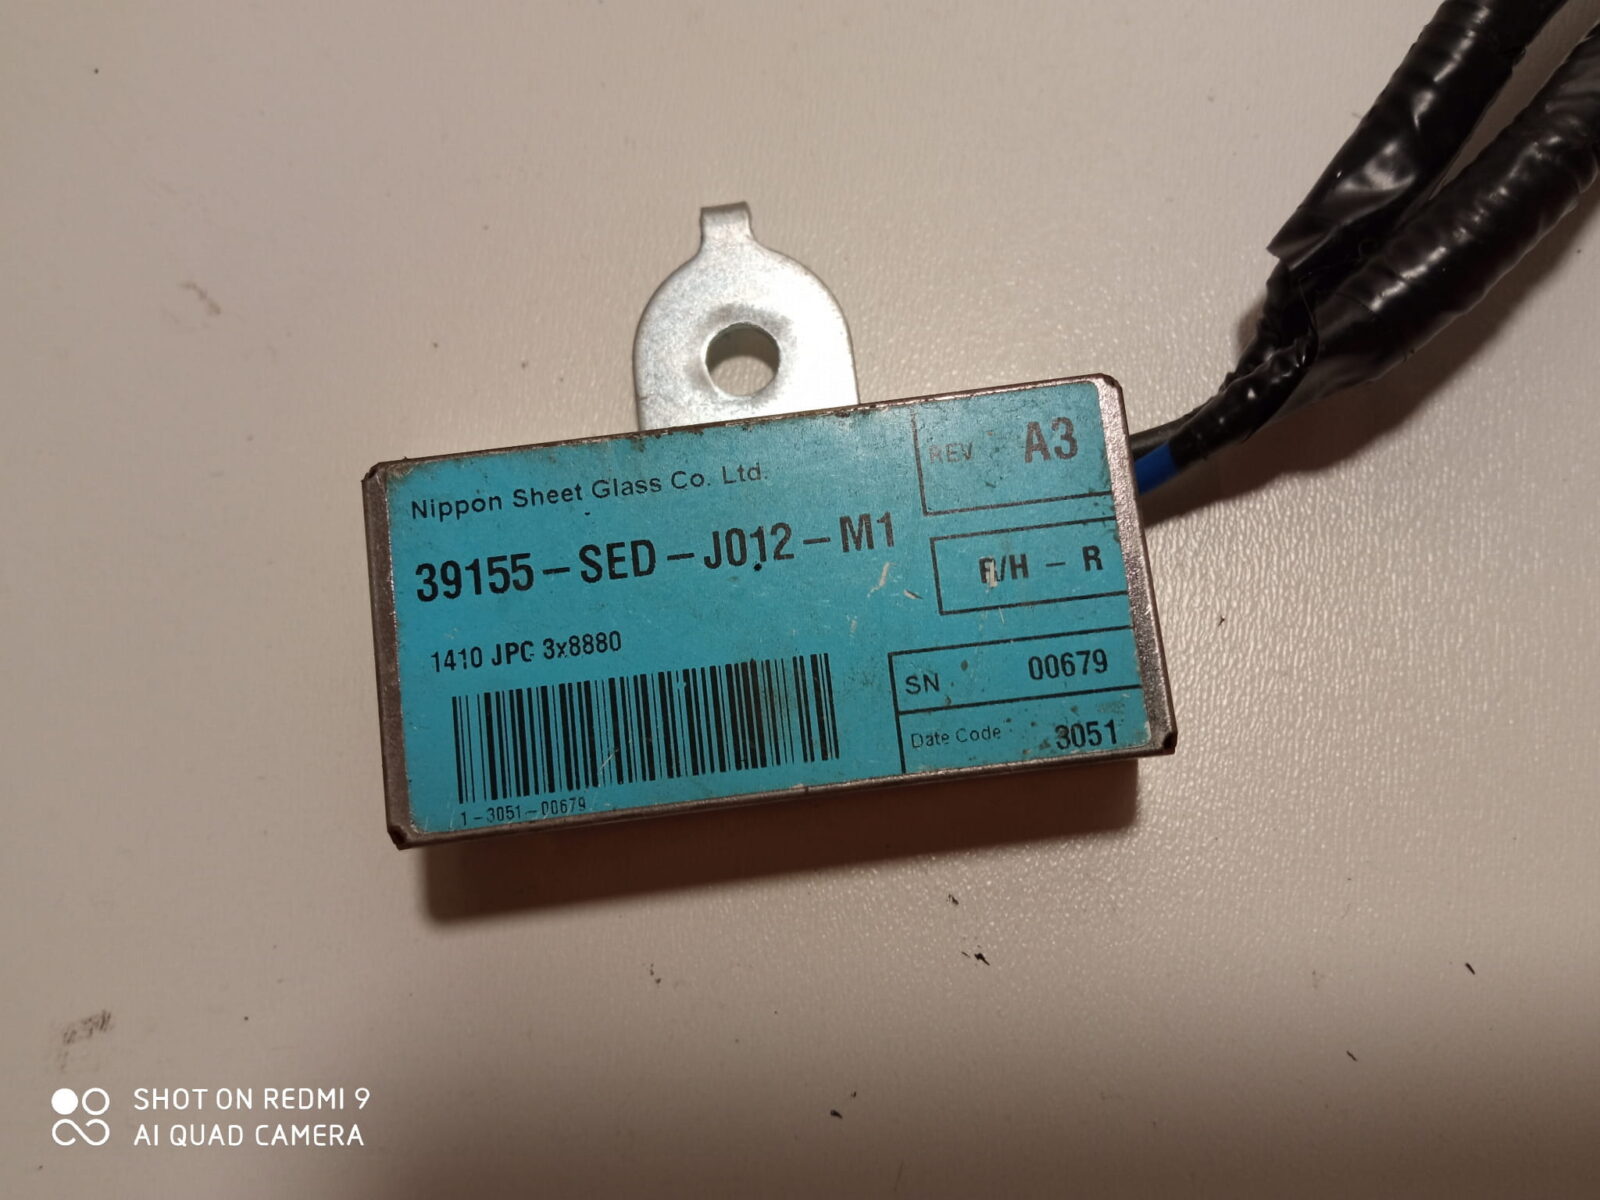 Nippon Sheet Glass Co. Ltd.
REV A3
39155-SED-J012-M1
R/H - R
1410 JPC 3x8880
SN 00679
Date Code 3051
1-3051-00679
SHOT ON REDMI 9
AI QUAD CAMERA